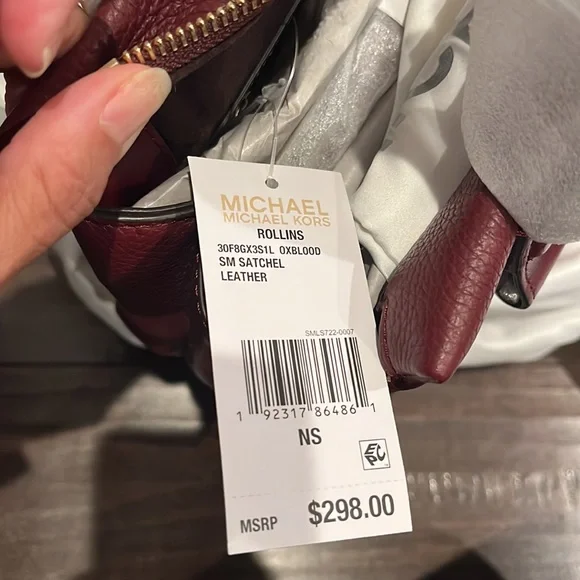 MICHAEL
MICHAEL KORS
ROLLINS
30F8GX3S1L OXBLOOD
SM SATCHEL
LEATHER
SMLS722-0007
1 92317 86486 1
NS
EPC
MSRP $298.00